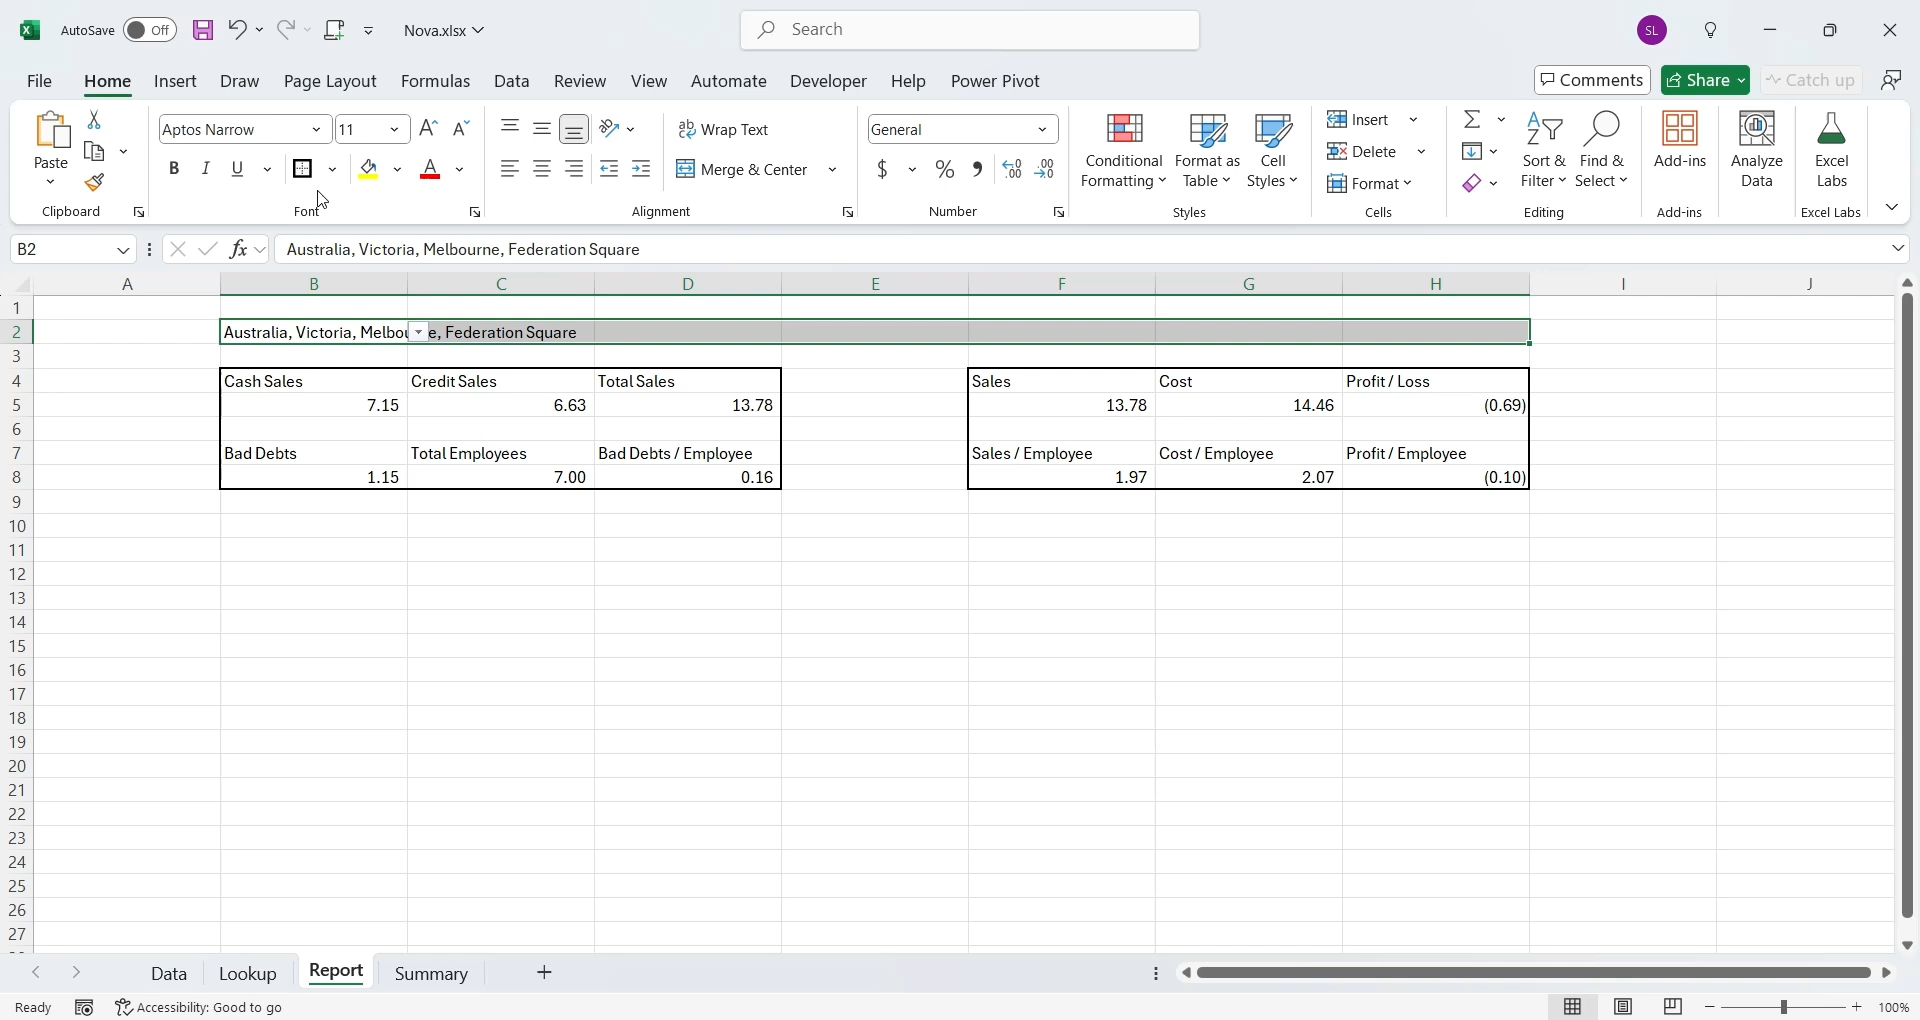 AutoSave Off Nova.xlsx Search SL
File Home Insert Draw Page Layout Formulas Data Review View Automate Developer Help Power Pivot Comments Share Catch up
Paste Aptos Narrow 11 B I U A Wrap Text Merge & Center General $ % Conditional Formatting Format as Table Cell Styles Insert Delete Format Sort & Filter Find & Select Add-ins Analyze Data Excel Labs
Clipboard Font Alignment Number Styles Cells Editing Add-ins Excel Labs
B2 fx Australia, Victoria, Melbourne, Federation Square
A B C D E F G H I J
1
2 Australia, Victoria, Melbou e, Federation Square
3
4 Cash Sales Credit Sales Total Sales Sales Cost Profit / Loss
5 7.15 6.63 13.78 13.78 14.46 (0.69)
6
7 Bad Debts Total Employees Bad Debts / Employee Sales / Employee Cost / Employee Profit / Employee
8 1.15 7.00 0.16 1.97 2.07 (0.10)
9
10
11
12
13
14
15
16
17
18
19
20
21
22
23
24
25
26
27
Data Lookup Report Summary
Ready Accessibility: Good to go 100%